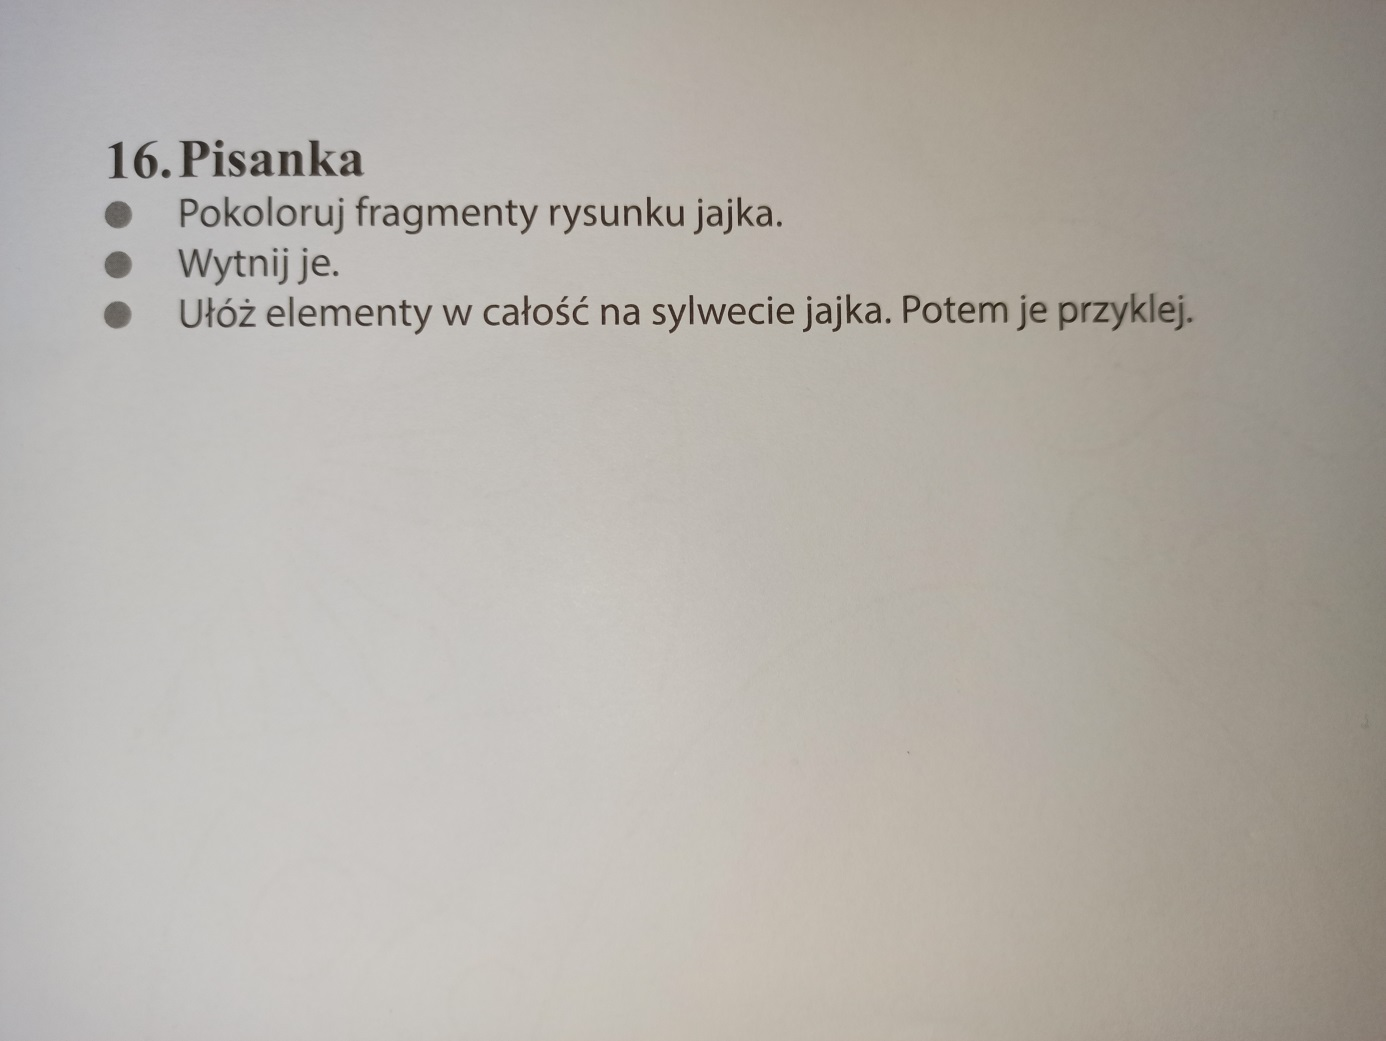 16. Pisanka
● Pokoloruj fragmenty rysunku jajka.
● Wytnij je.
● Ułóż elementy w całość na sylwecie jajka. Potem je przyklej.